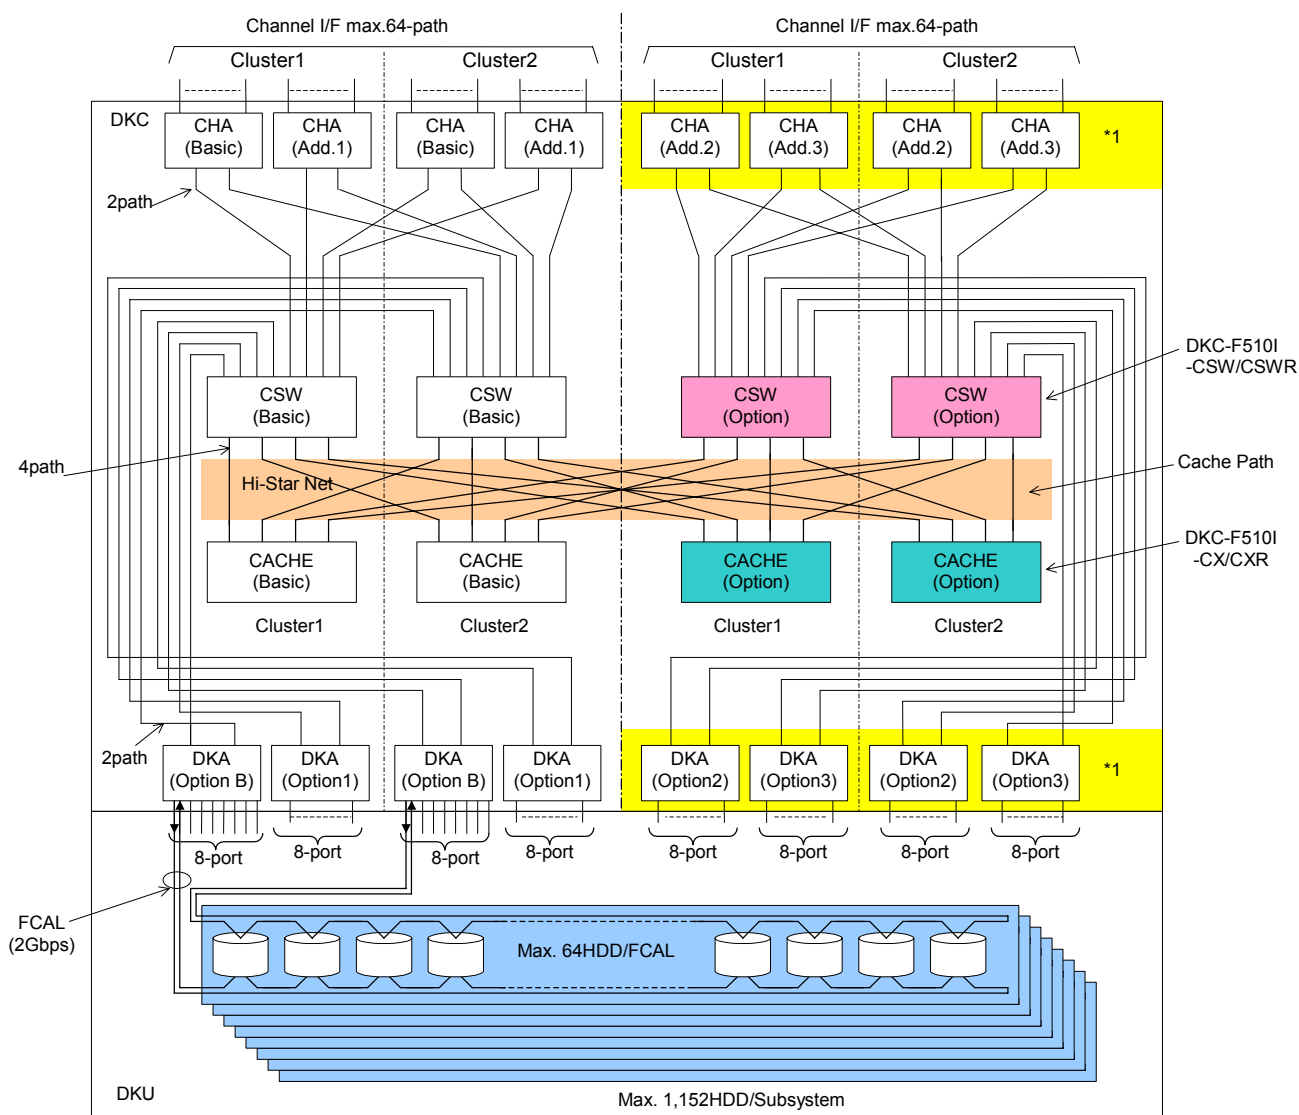 Channel I/F max.64-path
Channel I/F max.64-path
Cluster1
Cluster2
Cluster1
Cluster2
DKC
CHA
(Basic)
CHA
(Add.1)
CHA
(Basic)
CHA
(Add.1)
CHA
(Add.2)
CHA
(Add.3)
CHA
(Add.2)
CHA
(Add.3)
*1
2path
DKC-F510I
-CSW/CSWR
CSW
(Basic)
CSW
(Basic)
CSW
(Option)
CSW
(Option)
4path
Hi-Star Net
Cache Path
CACHE
(Basic)
CACHE
(Basic)
CACHE
(Option)
CACHE
(Option)
DKC-F510I
-CX/CXR
Cluster1
Cluster2
Cluster1
Cluster2
2path
DKA
(Option B)
DKA
(Option1)
DKA
(Option B)
DKA
(Option1)
DKA
(Option2)
DKA
(Option3)
DKA
(Option2)
DKA
(Option3)
*1
8-port
8-port
8-port
8-port
8-port
8-port
8-port
8-port
FCAL
(2Gbps)
Max. 64HDD/FCAL
DKU
Max. 1,152HDD/Subsystem